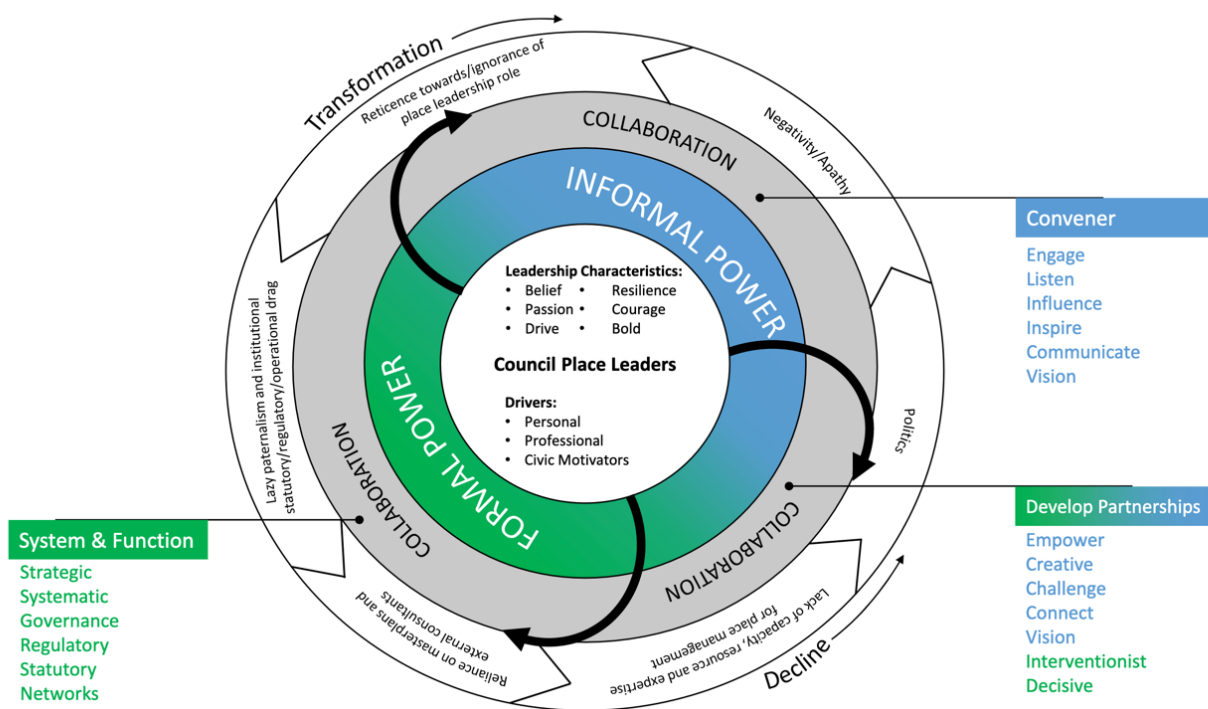 Transformation
Reticence towards/ignorance of
place leadership role
Negativity/Apathy
Politics
Lack of capacity, resource and expertise
for place management
Decline
Reliance on masterplans and
external consultants
Lazy paternalism and institutional
statutory/regulatory/operational drag
COLLABORATION
COLLABORATION
COLLABORATION
INFORMAL POWER
FORMAL POWER
Leadership Characteristics:
• Belief • Resilience
• Passion • Courage
• Drive • Bold
Council Place Leaders
Drivers:
• Personal
• Professional
• Civic Motivators
Convener
Engage
Listen
Influence
Inspire
Communicate
Vision
Develop Partnerships
Empower
Creative
Challenge
Connect
Vision
Interventionist
Decisive
System & Function
Strategic
Systematic
Governance
Regulatory
Statutory
Networks